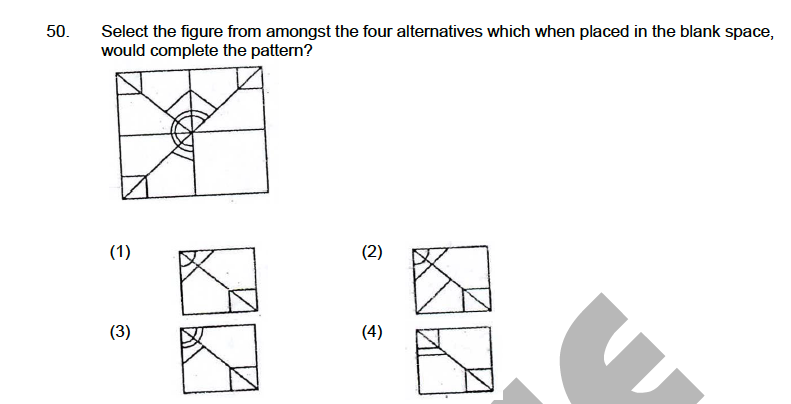 50. Select the figure from amongst the four alternatives which when placed in the blank space,
would complete the pattern?
(1) (2)
(3) (4)